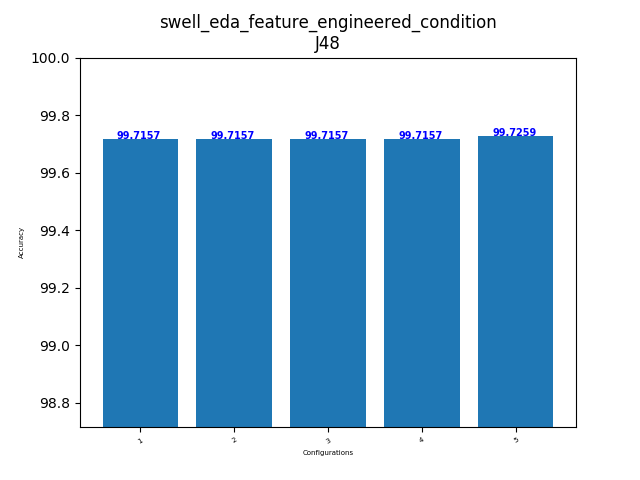 swell_eda_feature_engineered_condition
J48
100.0
99.8
99.6
99.4
99.2
99.0
98.8
Accuracy
99.7157 99.7157 99.7157 99.7157 99.7259
1 2 3 4 5
Configurations